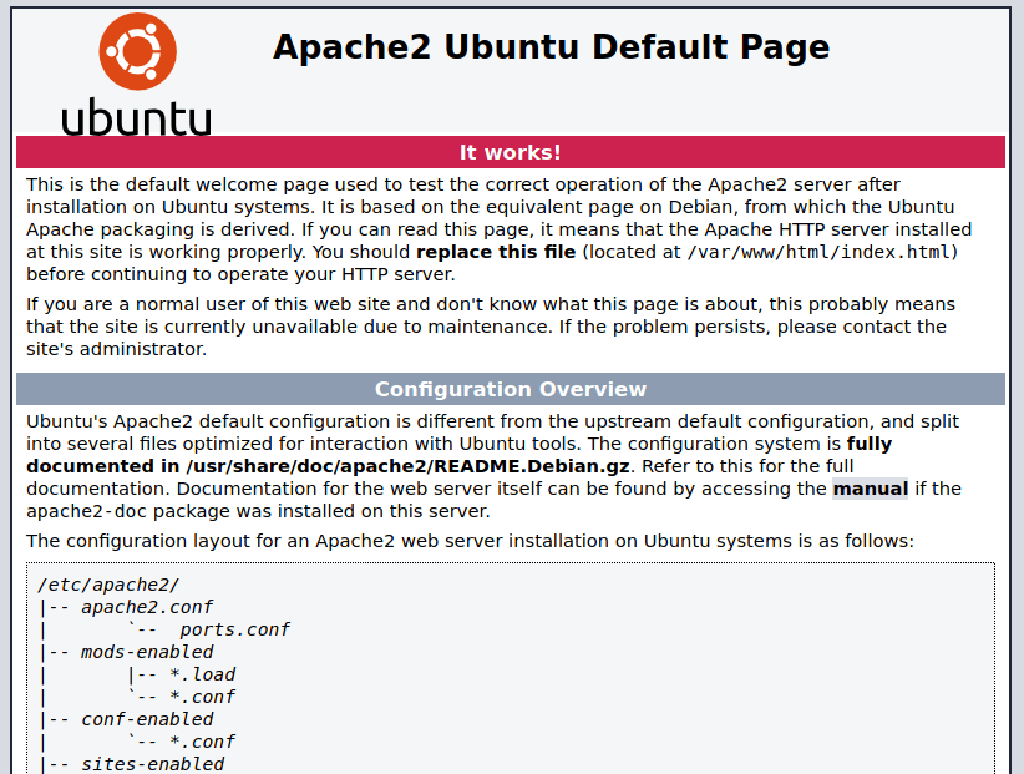 ubuntu
Apache2 Ubuntu Default Page
It works!
This is the default welcome page used to test the correct operation of the Apache2 server after
installation on Ubuntu systems. It is based on the equivalent page on Debian, from which the Ubuntu
Apache packaging is derived. If you can read this page, it means that the Apache HTTP server installed
at this site is working properly. You should replace this file (located at /var/www/html/index.html)
before continuing to operate your HTTP server.
If you are a normal user of this web site and don't know what this page is about, this probably means
that the site is currently unavailable due to maintenance. If the problem persists, please contact the
site's administrator.
Configuration Overview
Ubuntu's Apache2 default configuration is different from the upstream default configuration, and split
into several files optimized for interaction with Ubuntu tools. The configuration system is fully
documented in /usr/share/doc/apache2/README.Debian.gz. Refer to this for the full
documentation. Documentation for the web server itself can be found by accessing the manual if the
apache2-doc package was installed on this server.
The configuration layout for an Apache2 web server installation on Ubuntu systems is as follows:
/etc/apache2/
|-- apache2.conf
|       `--  ports.conf
|-- mods-enabled
|       |-- *.load
|       `-- *.conf
|-- conf-enabled
|       `-- *.conf
|-- sites-enabled